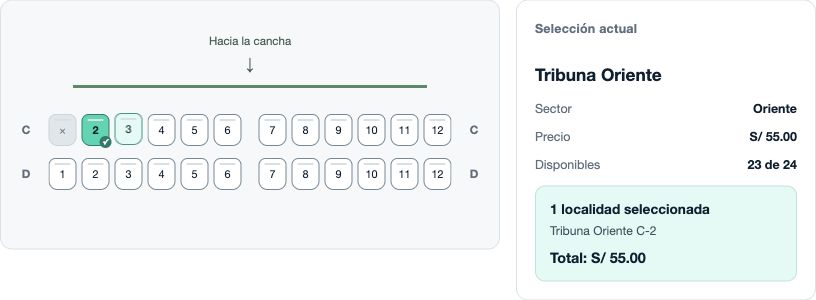 Hacia la cancha
↓
C × 2 3 4 5 6 7 8 9 10 11 12 C
D 1 2 3 4 5 6 7 8 9 10 11 12 D
Selección actual
Tribuna Oriente
Sector Oriente
Precio S/ 55.00
Disponibles 23 de 24
1 localidad seleccionada
Tribuna Oriente C-2
Total: S/ 55.00